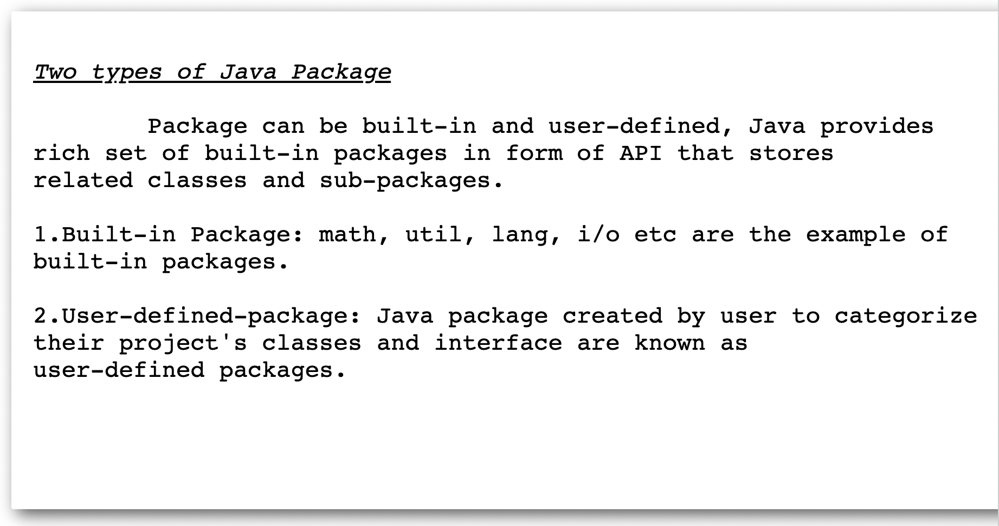 Two types of Java Package
Package can be built-in and user-defined, Java provides
rich set of built-in packages in form of API that stores
related classes and sub-packages.
1.Built-in Package: math, util, lang, i/o etc are the example of
built-in packages.
2.User-defined-package: Java package created by user to categorize
their project's classes and interface are known as
user-defined packages.